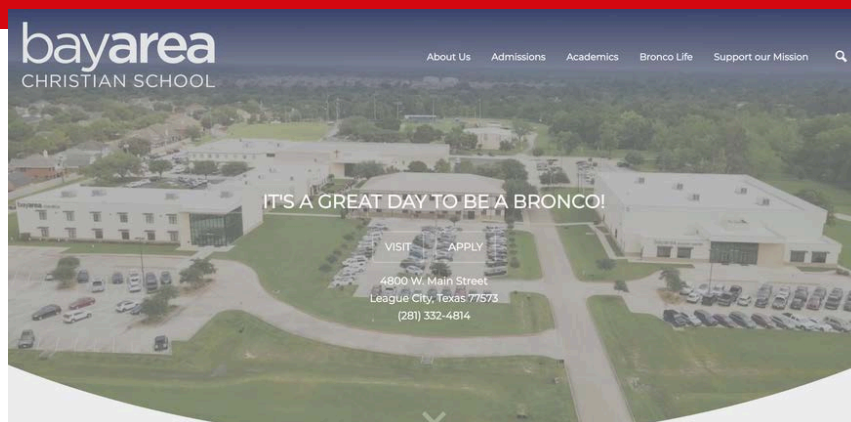 bayarea
CHRISTIAN SCHOOL
About Us Admissions Academics Bronco Life Support our Mission
IT'S A GREAT DAY TO BE A BRONCO!
VISIT APPLY
4800 W. Main Street
League City, Texas 77573
(281) 332-4814